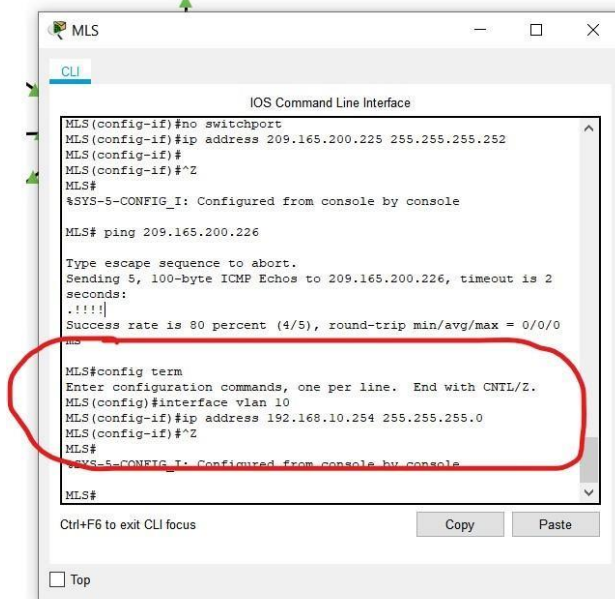 MLS
CLI
IOS Command Line Interface
MLS(config-if)#no switchport
MLS(config-if)#ip address 209.165.200.225 255.255.255.252
MLS(config-if)#
MLS(config-if)#^Z
MLS#
%SYS-5-CONFIG_I: Configured from console by console
MLS# ping 209.165.200.226
Type escape sequence to abort.
Sending 5, 100-byte ICMP Echos to 209.165.200.226, timeout is 2
seconds:
.!!!!
Success rate is 80 percent (4/5), round-trip min/avg/max = 0/0/0
ms
MLS#config term
Enter configuration commands, one per line. End with CNTL/Z.
MLS(config)#interface vlan 10
MLS(config-if)#ip address 192.168.10.254 255.255.255.0
MLS(config-if)#^Z
MLS#
%SYS-5-CONFIG_I: Configured from console by console
MLS#
Ctrl+F6 to exit CLI focus
Copy
Paste
Top